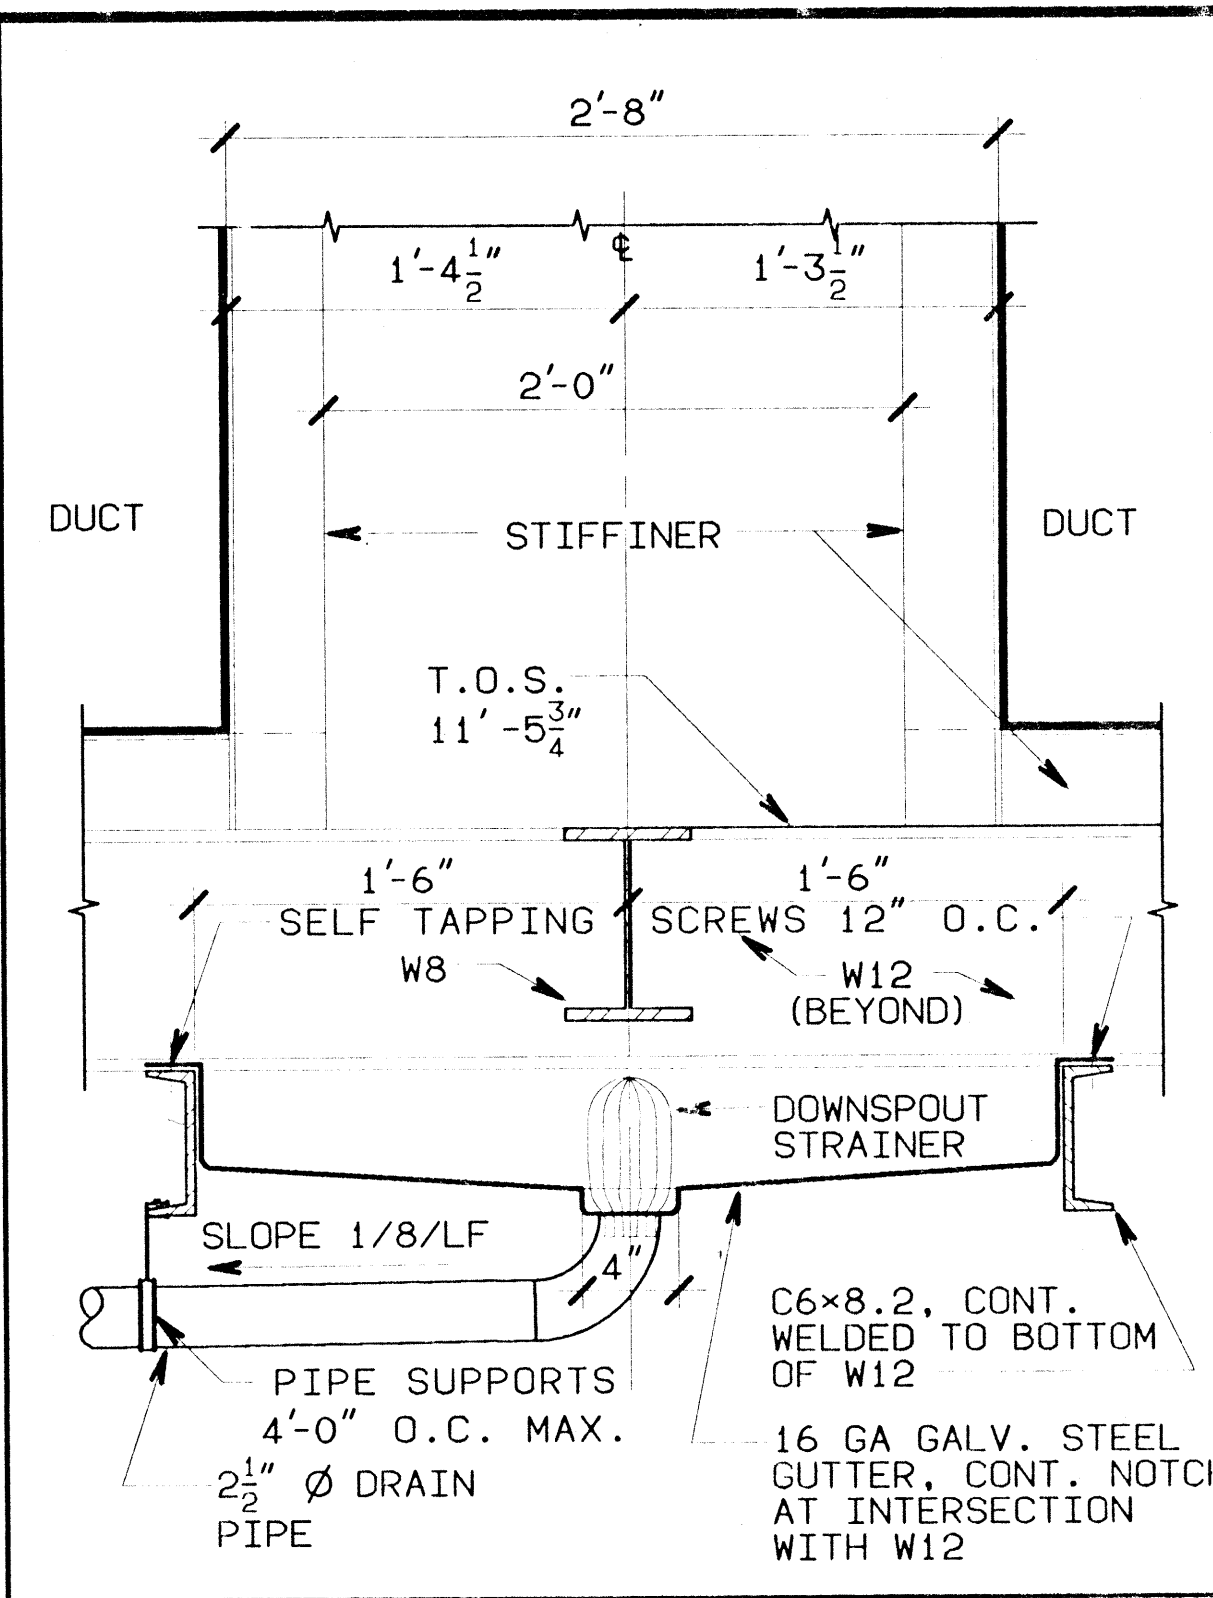 2'-8"
℄
1'-4 1/2"
1'-3 1/2"
2'-0"
DUCT
STIFFINER
DUCT
T.O.S.
11'-5 3/4"
1'-6"
1'-6"
SELF TAPPING SCREWS 12" O.C.
W8
W12
(BEYOND)
DOWNSPOUT
STRAINER
SLOPE 1/8/LF
4"
C6×8.2, CONT.
WELDED TO BOTTOM
OF W12
PIPE SUPPORTS
4'-0" O.C. MAX.
2 1/2" Ø DRAIN
PIPE
16 GA GALV. STEEL
GUTTER, CONT. NOTCH
AT INTERSECTION
WITH W12